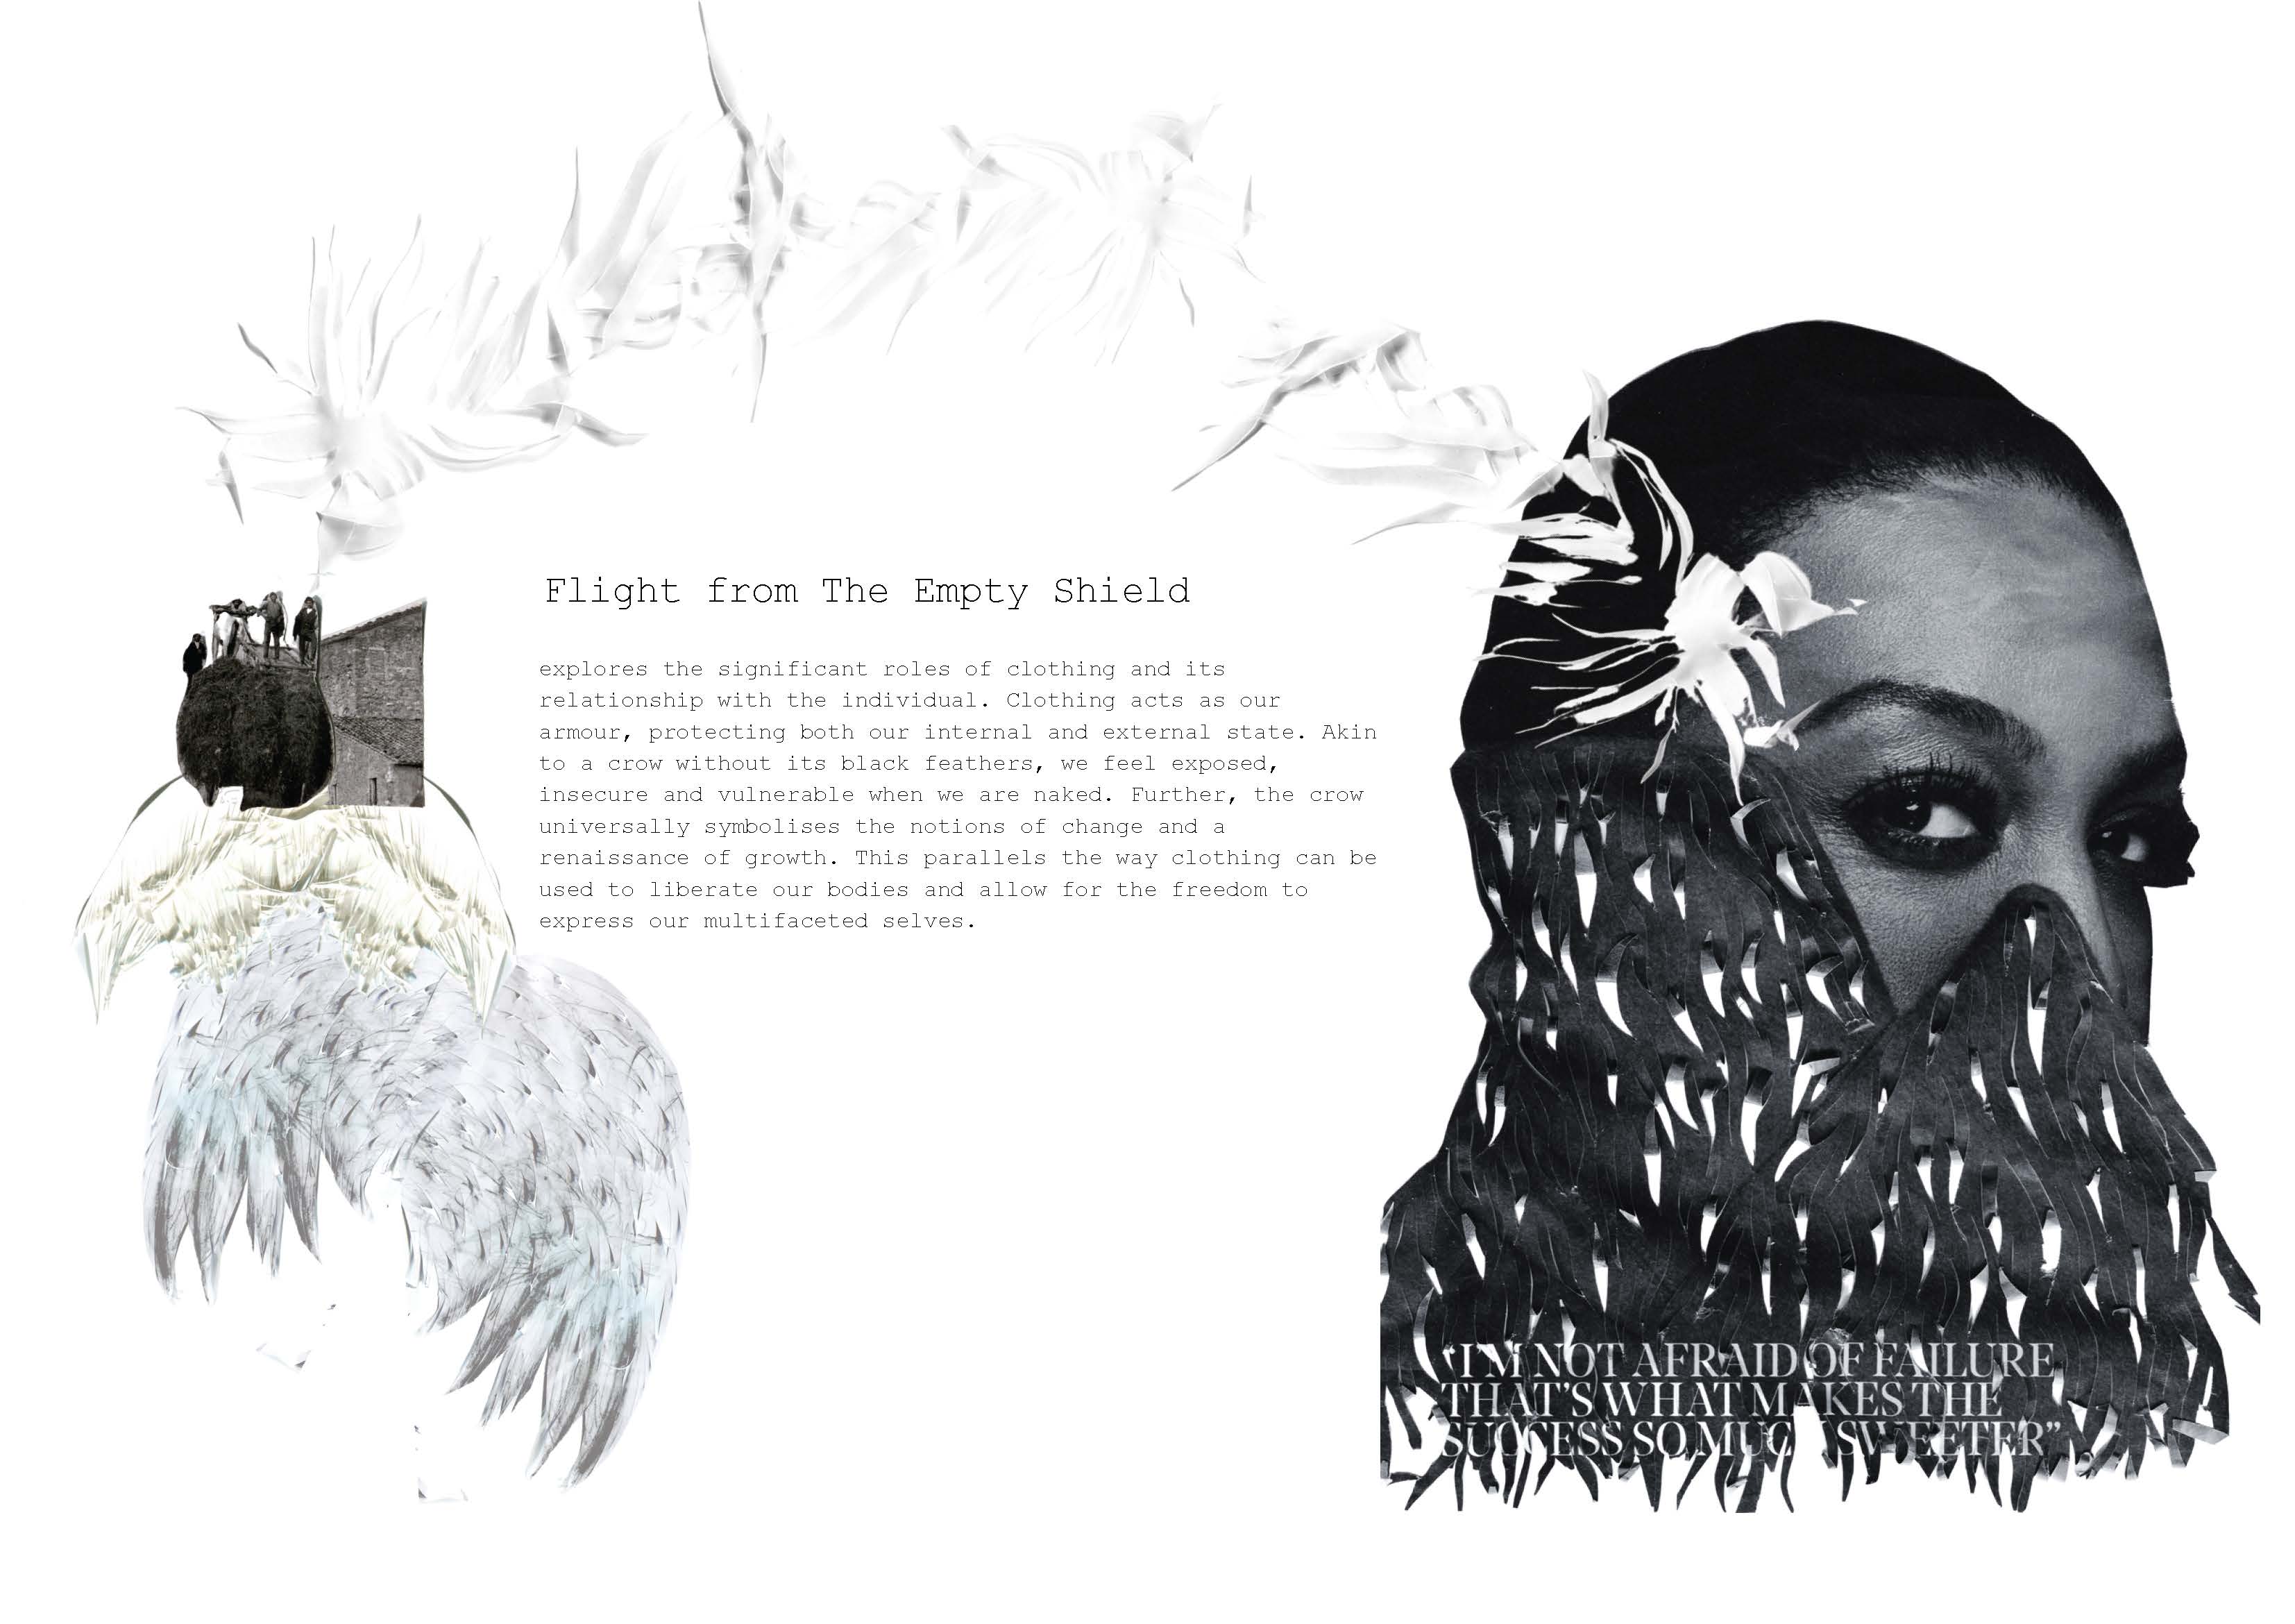 Flight from The Empty Shield
explores the significant roles of clothing and its
relationship with the individual. Clothing acts as our
armour, protecting both our internal and external state. Akin
to a crow without its black feathers, we feel exposed,
insecure and vulnerable when we are naked. Further, the crow
universally symbolises the notions of change and a
renaissance of growth. This parallels the way clothing can be
used to liberate our bodies and allow for the freedom to
express our multifaceted selves.
“I'M NOT AFRAID OF FAILURE
THAT'S WHAT MAKES THE
SUCCESS SO MUC SWEETER”